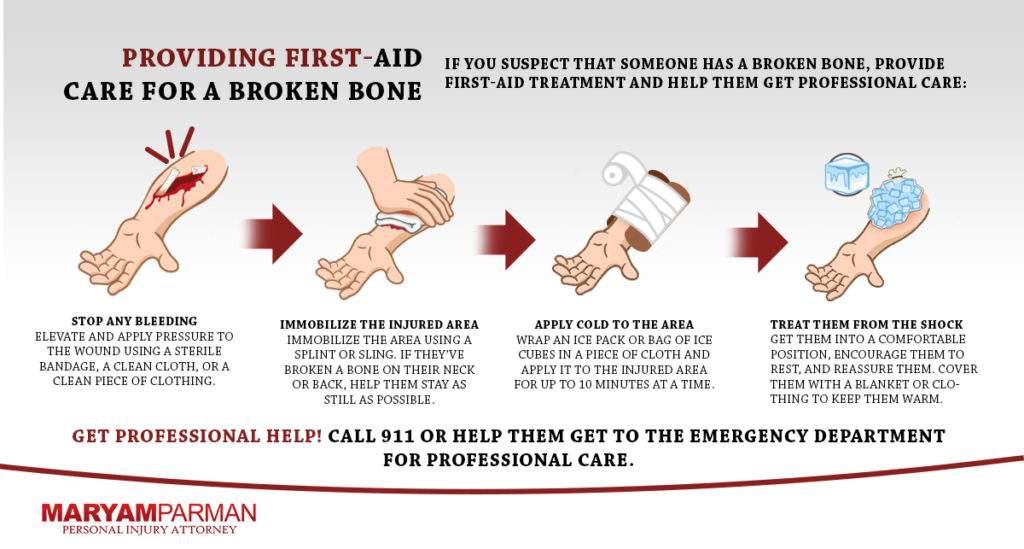 PROVIDING FIRST-AID
CARE FOR A BROKEN BONE
IF YOU SUSPECT THAT SOMEONE HAS A BROKEN BONE, PROVIDE
FIRST-AID TREATMENT AND HELP THEM GET PROFESSIONAL CARE:
STOP ANY BLEEDING
ELEVATE AND APPLY PRESSURE TO
THE WOUND USING A STERILE
BANDAGE, A CLEAN CLOTH, OR A
CLEAN PIECE OF CLOTHING.
IMMOBILIZE THE INJURED AREA
IMMOBILIZE THE AREA USING A
SPLINT OR SLING. IF THEY'VE
BROKEN A BONE ON THEIR NECK
OR BACK, HELP THEM STAY AS
STILL AS POSSIBLE.
APPLY COLD TO THE AREA
WRAP AN ICE PACK OR BAG OF ICE
CUBES IN A PIECE OF CLOTH AND
APPLY IT TO THE INJURED AREA
FOR UP TO 10 MINUTES AT A TIME.
TREAT THEM FROM THE SHOCK
GET THEM INTO A COMFORTABLE
POSITION, ENCOURAGE THEM TO
REST, AND REASSURE THEM. COVER
THEM WITH A BLANKET OR CLO-
THING TO KEEP THEM WARM.
GET PROFESSIONAL HELP! CALL 911 OR HELP THEM GET TO THE EMERGENCY DEPARTMENT
FOR PROFESSIONAL CARE.
MARYAMPARMAN
PERSONAL INJURY ATTORNEY